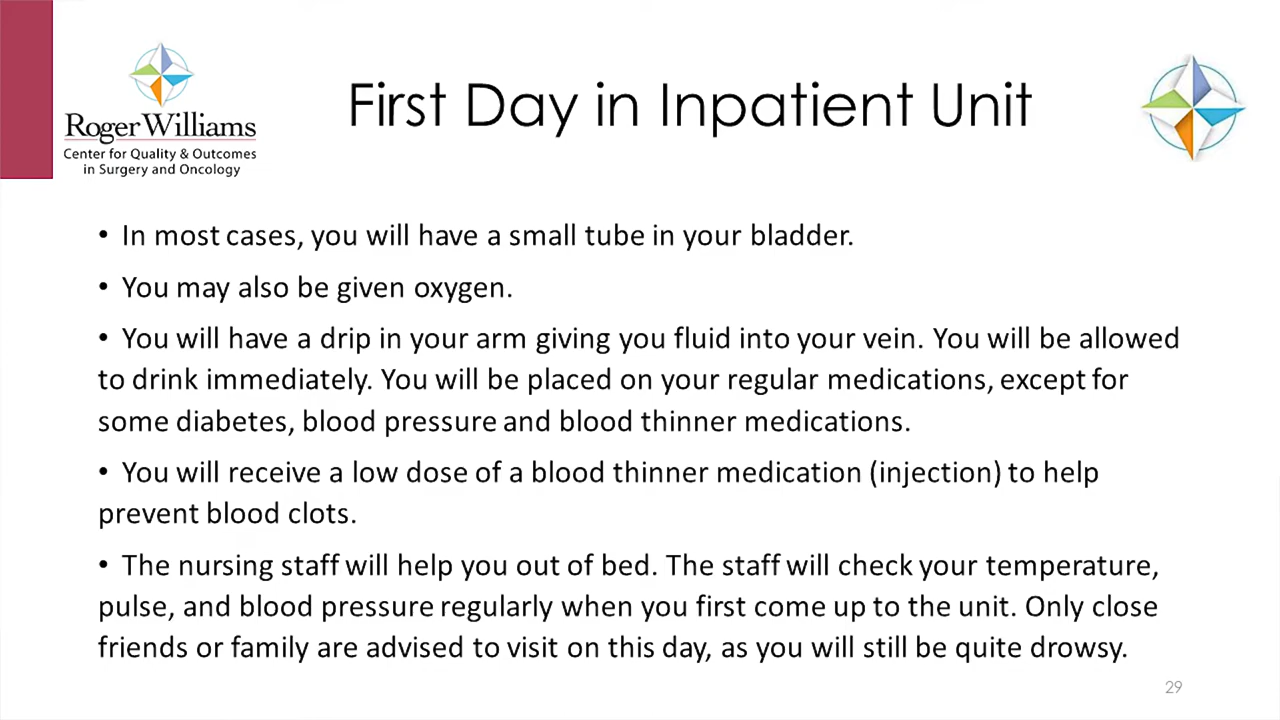 First Day in Inpatient Unit
Roger Williams
Center for Quality & Outcomes
in Surgery and Oncology
• In most cases, you will have a small tube in your bladder.
• You may also be given oxygen.
• You will have a drip in your arm giving you fluid into your vein. You will be allowed
to drink immediately. You will be placed on your regular medications, except for
some diabetes, blood pressure and blood thinner medications.
• You will receive a low dose of a blood thinner medication (injection) to help
prevent blood clots.
• The nursing staff will help you out of bed. The staff will check your temperature,
pulse, and blood pressure regularly when you first come up to the unit. Only close
friends or family are advised to visit on this day, as you will still be quite drowsy.
29